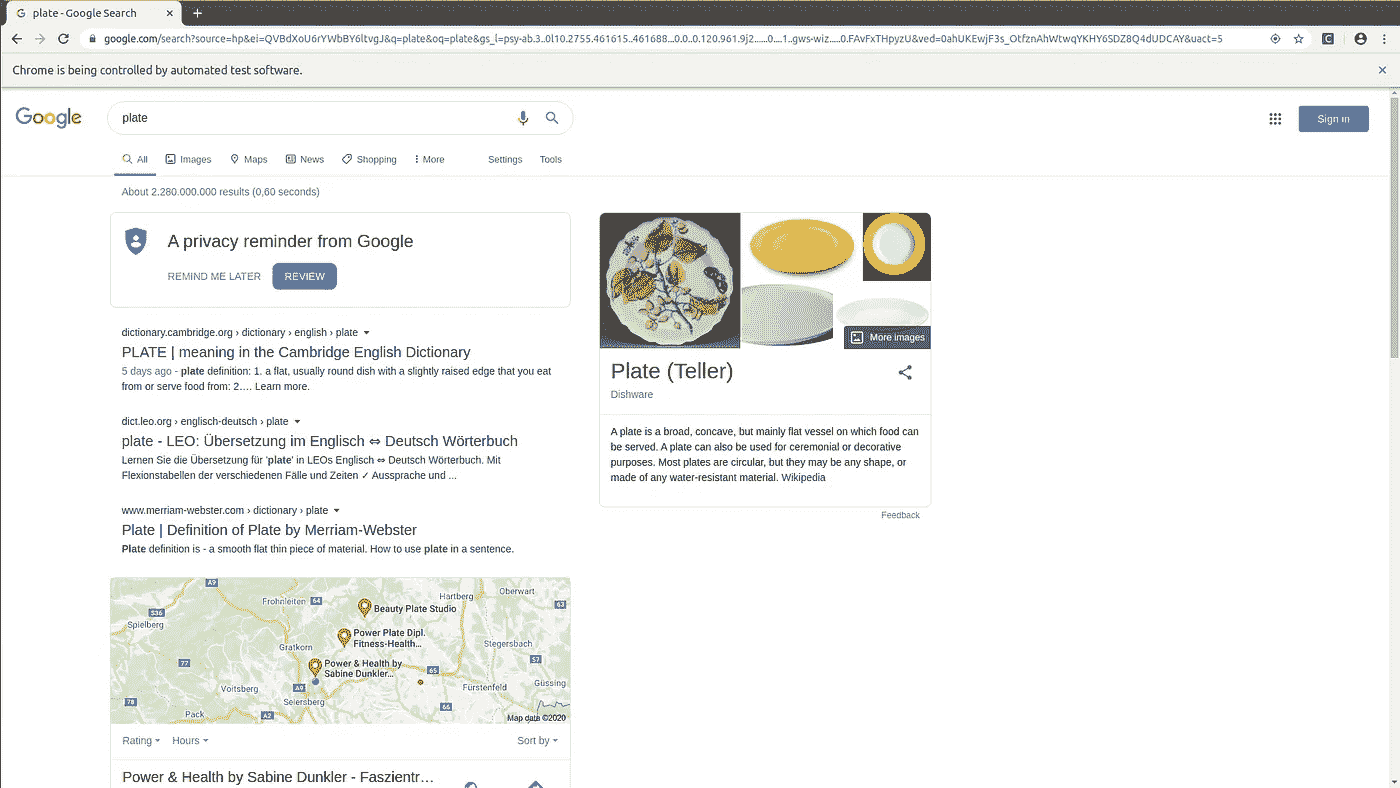 plate - Google Search
google.com/search?source=hp&ei=QVBdXoU6rYWbBY6ltvgJ&q=plate&oq=plate&gs_l=psy-ab.3..0l10.2755.461615..461688...0.0..0.120.961.9j2......0....1..gws-wiz.....0.FAvFxTHpyzU&ved=0ahUKEwjF3s_OtfznAhWtwqYKHY6SDZ8Q4dUDCAY&uact=5
Chrome is being controlled by automated test software.
Google
plate
Sign in
All Images Maps News Shopping More Settings Tools
About 2.280.000.000 results (0,60 seconds)
A privacy reminder from Google
REMIND ME LATER REVIEW
dictionary.cambridge.org › dictionary › english › plate
PLATE | meaning in the Cambridge English Dictionary
5 days ago - plate definition: 1. a flat, usually round dish with a slightly raised edge that you eat
from or serve food from: 2…. Learn more.
dict.leo.org › englisch-deutsch › plate
plate - LEO: Übersetzung im Englisch ⇔ Deutsch Wörterbuch
Lernen Sie die Übersetzung für 'plate' in LEOs Englisch ⇔ Deutsch Wörterbuch. Mit
Flexionstabellen der verschiedenen Fälle und Zeiten ✓ Aussprache und ...
www.merriam-webster.com › dictionary › plate
Plate | Definition of Plate by Merriam-Webster
Plate definition is - a smooth flat thin piece of material. How to use plate in a sentence.
A9
Frohnleiten 64
Hartberg
Oberwart
63
S36
Spielberg
Beauty Plate Studio
Power Plate Dipl.
Fitness-Health...
Gratkorn
Stegersbach
77
Power & Health by
Sabine Dunkler...
65
57
Voitsberg
A9
Seiersberg
Fürstenfeld
Güssing
78
Pack
A2
66
Map data ©2020
Rating Hours Sort by
Power & Health by Sabine Dunkler - Faszientr…
More images
Plate (Teller)
Dishware
A plate is a broad, concave, but mainly flat vessel on which food can
be served. A plate can also be used for ceremonial or decorative
purposes. Most plates are circular, but they may be any shape, or
made of any water-resistant material. Wikipedia
Feedback